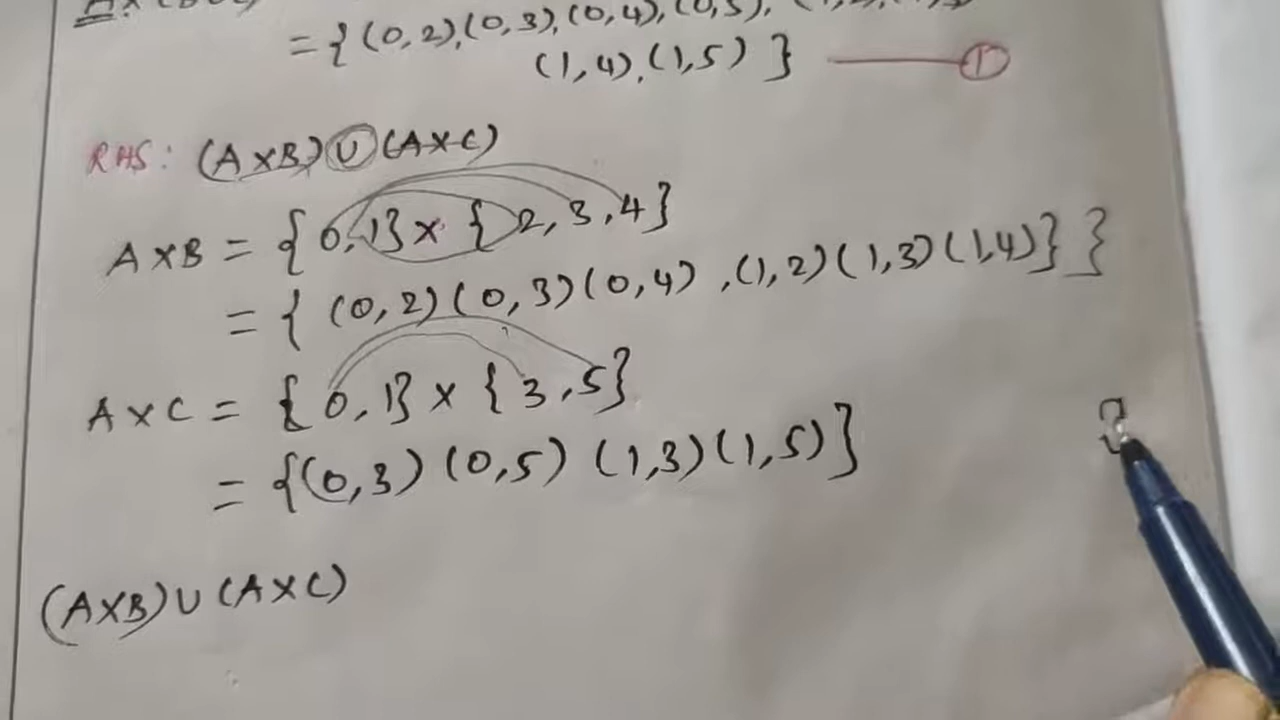 = { (0, 2), (0, 3), (0, 4), (0, 5),
(1, 4), (1, 5) } ——— ①
RHS: (A×B) ∪ (A×C)
A×B = { 0, 1} × { 2, 3, 4}
= { (0, 2) (0, 3) (0, 4) , (1, 2) (1, 3) (1, 4)} }
A×C = { 0, 1} × { 3, 5}
= {(0, 3) (0, 5) (1, 3) (1, 5) }
(A×B) ∪ (A×C)